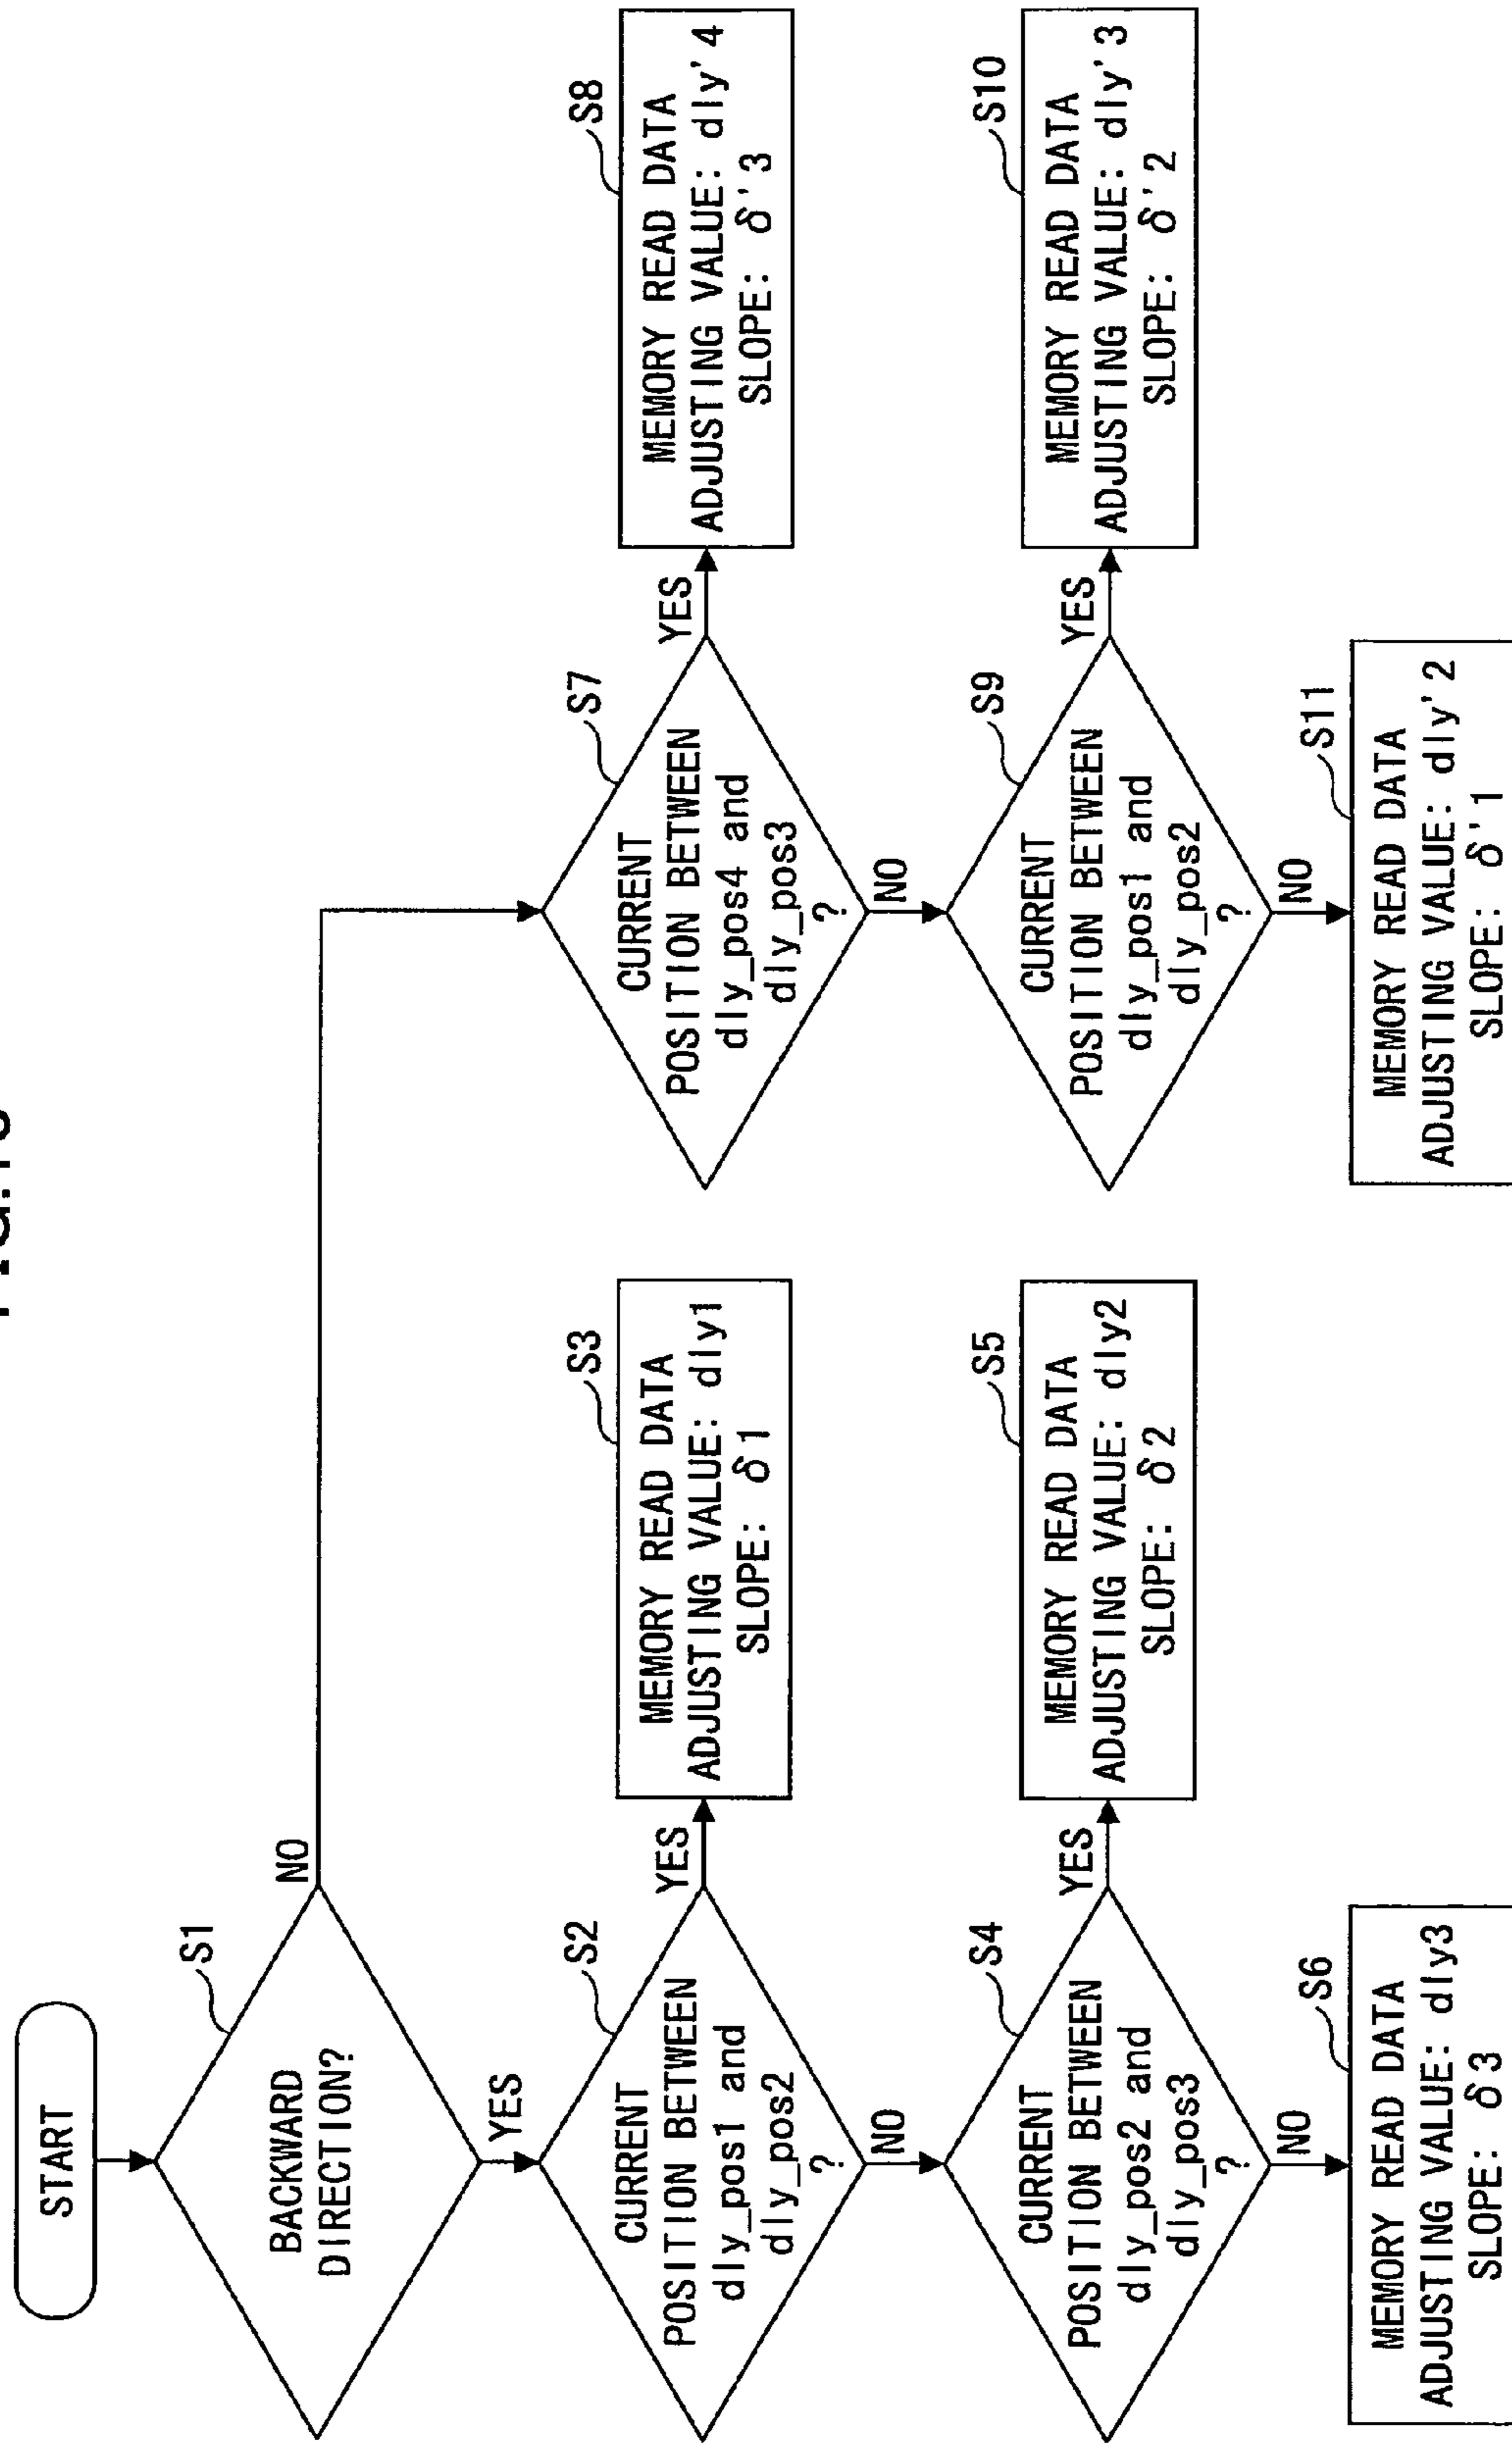 START
BACKWARD
DIRECTION?
S1
NO
YES
CURRENT
POSITION BETWEEN
dly_pos1 and
dly_pos2
?
S2
YES
MEMORY READ DATA
ADJUSTING VALUE: dly1
SLOPE: δ1
S3
NO
CURRENT
POSITION BETWEEN
dly_pos2 and
dly_pos3
?
S4
YES
MEMORY READ DATA
ADJUSTING VALUE: dly2
SLOPE: δ2
S5
NO
MEMORY READ DATA
ADJUSTING VALUE: dly3
SLOPE: δ3
S6
CURRENT
POSITION BETWEEN
dly_pos4 and
dly_pos3
?
S7
YES
MEMORY READ DATA
ADJUSTING VALUE: dly'4
SLOPE: δ'3
S8
NO
CURRENT
POSITION BETWEEN
dly_pos1 and
dly_pos2
?
S9
YES
MEMORY READ DATA
ADJUSTING VALUE: dly'3
SLOPE: δ'2
S10
NO
MEMORY READ DATA
ADJUSTING VALUE: dly'2
SLOPE: δ'1
S11